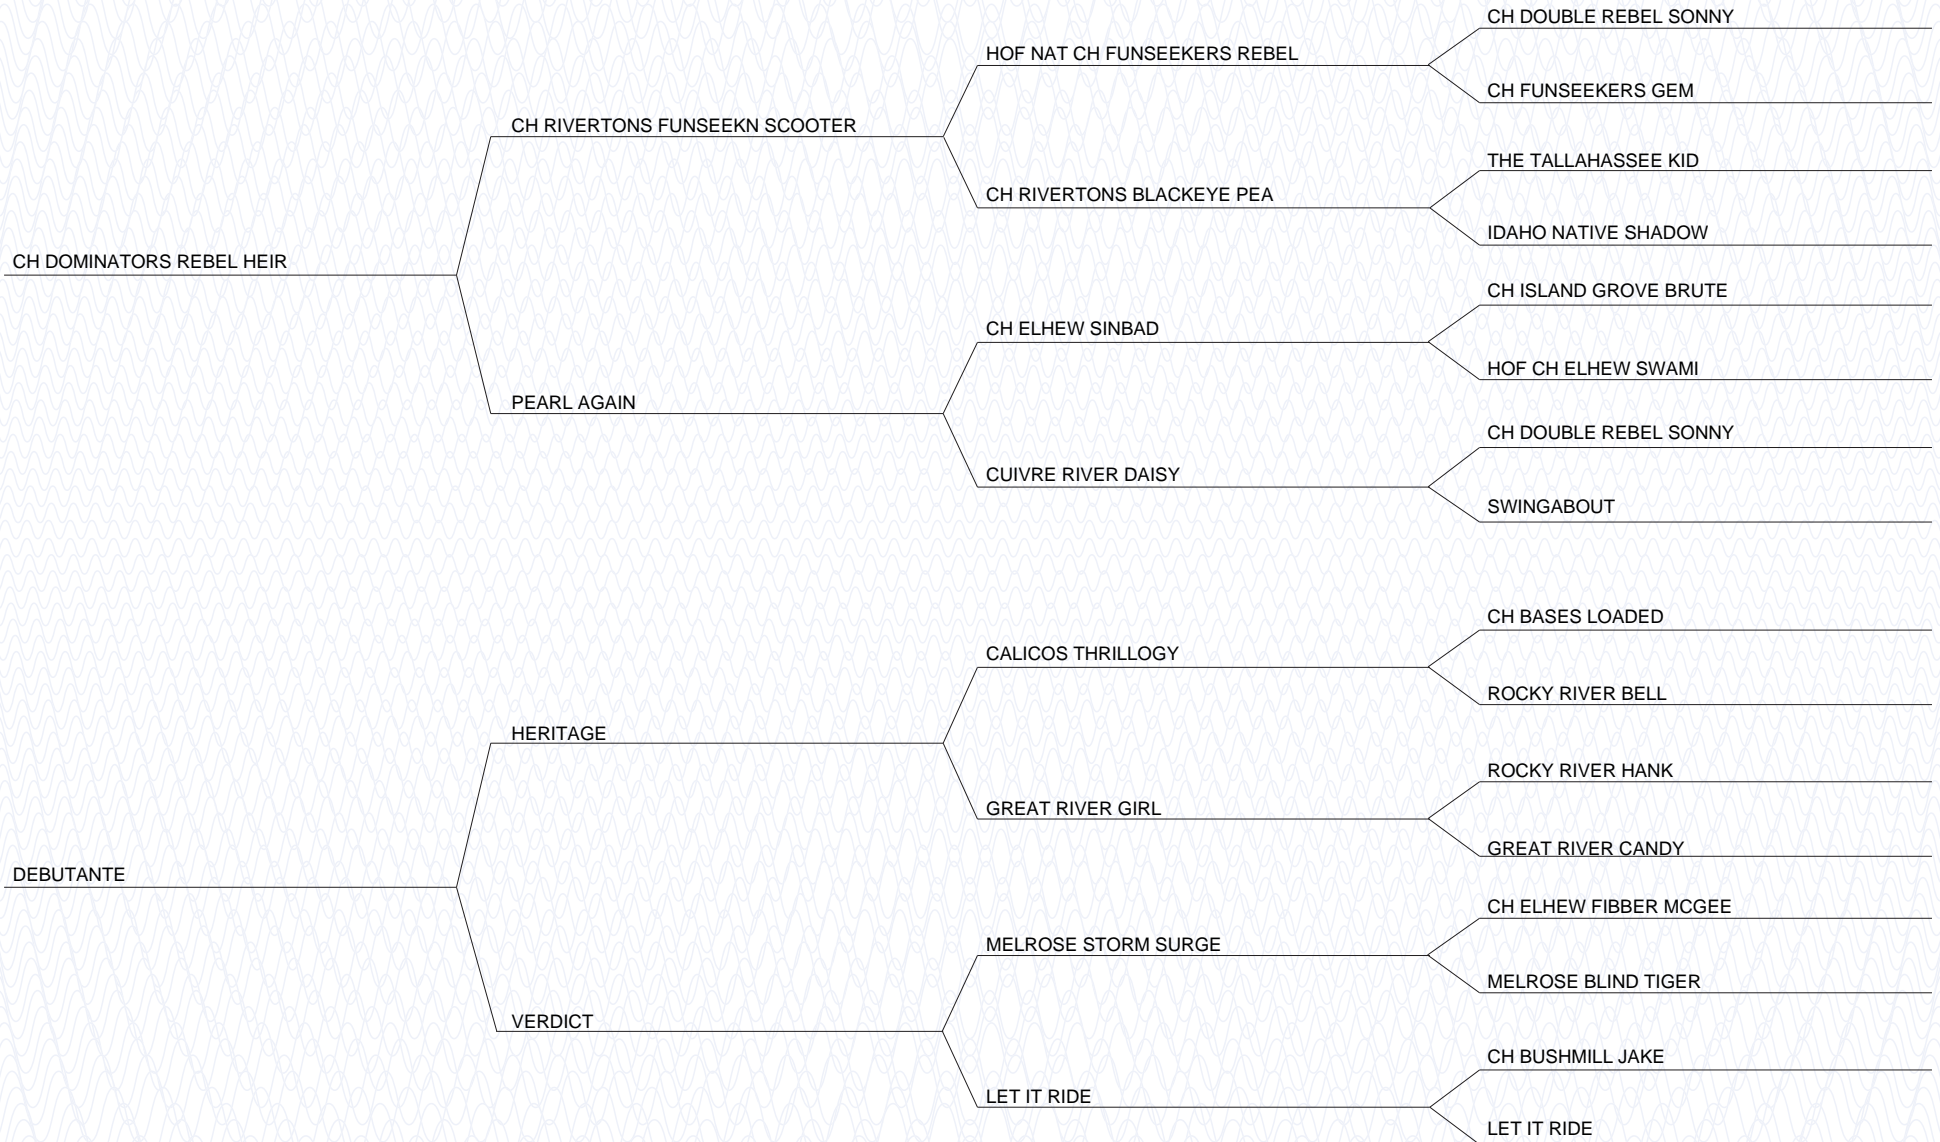 CH DOUBLE REBEL SONNY
HOF NAT CH FUNSEEKERS REBEL
CH FUNSEEKERS GEM
CH RIVERTONS FUNSEEKN SCOOTER
THE TALLAHASSEE KID
CH RIVERTONS BLACKEYE PEA
IDAHO NATIVE SHADOW
CH DOMINATORS REBEL HEIR
CH ISLAND GROVE BRUTE
CH ELHEW SINBAD
HOF CH ELHEW SWAMI
PEARL AGAIN
CH DOUBLE REBEL SONNY
CUIVRE RIVER DAISY
SWINGABOUT
CH BASES LOADED
CALICOS THRILLOGY
ROCKY RIVER BELL
HERITAGE
ROCKY RIVER HANK
GREAT RIVER GIRL
GREAT RIVER CANDY
DEBUTANTE
CH ELHEW FIBBER MCGEE
MELROSE STORM SURGE
MELROSE BLIND TIGER
VERDICT
CH BUSHMILL JAKE
LET IT RIDE
LET IT RIDE